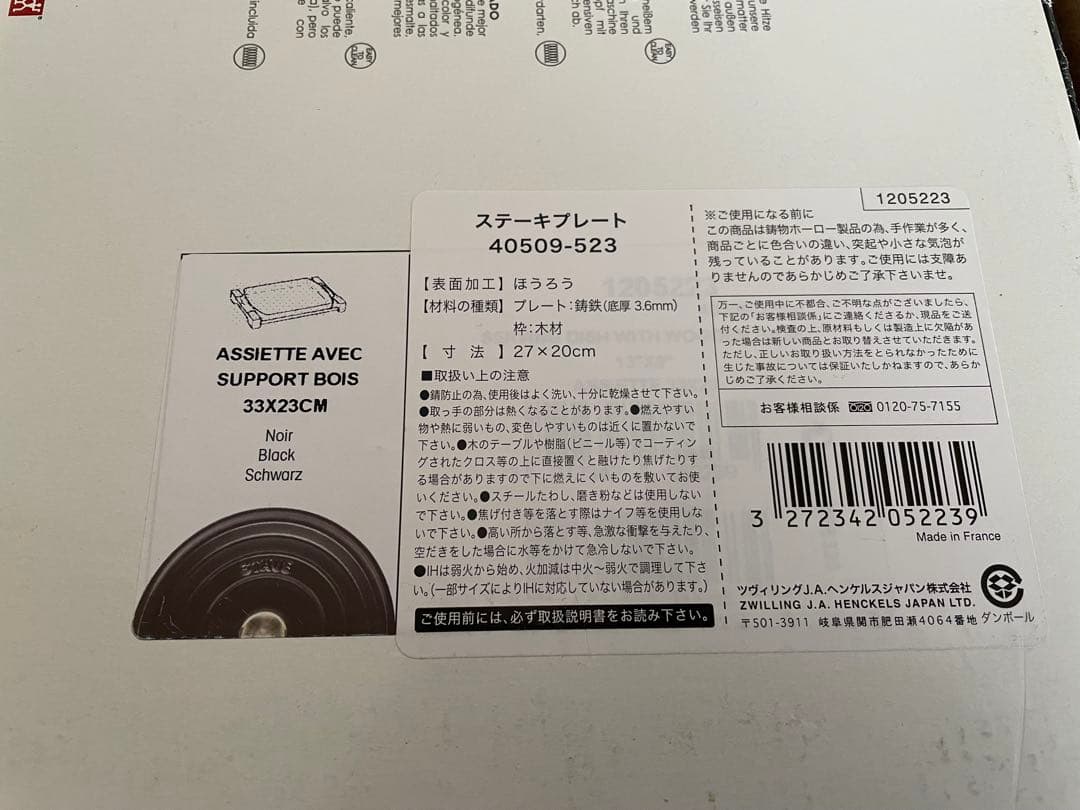 incluida
caliente,
EASY TO CLEAN
mejores
esmalte.
o a las
color y
altados
ogénea.
difunde
e mejor
ADO
ihren
und
heißem
ch ab.
verden
e Hitze
ASSIETTE AVEC
SUPPORT BOIS
33X23CM
Noir
Black
Schwarz
STAUB
ステーキプレート
40509-523
【表面加工】ほうろう
【材料の種類】プレート:鋳鉄(底厚 3.6mm)
枠:木材
【 寸 法 】27×20cm
■取扱い上の注意
●錆防止の為、使用後はよく洗い、十分に乾燥させて下さい。
●取っ手の部分は熱くなることがあります。●燃えやすい
物や熱に弱いもの、変色しやすいものは近くに置かないで
下さい。●木のテーブルや樹脂(ビニール等)でコーティン
グされたクロス等の上に直接置くと融けたり焦げたりす
る場合がありますので下に燃えにくいものを敷いてお使
いください。●スチールたわし、磨き粉などは使用しない
で下さい。●焦げ付き等を落とす際はナイフ等を使用しな
いで下さい。●高い所から落とす等、急激な衝撃を与えたり、
空だきをした場合に水等をかけて急冷しないで下さい。
●IHは弱火から始め、火加減は中火〜弱火で調理して下さ
い。(一部サイズによりIHに対応していない場合があります。)
ご使用前には、必ず取扱説明書をお読み下さい。
1205223
※ご使用になる前に
この商品は鋳物ホーロー製品の為、手作業が多く、
商品ごとに色合いの違い、突起や小さな気泡が
残っていることがあります。ご使用には支障あ
りませんのであらかじめご了承下さいませ。
万一、ご使用中に不都合、ご不明な点がございましたら、
下記の「お客様相談係」にご連絡くださるか、現品をご送
付ください。検査の上、原材料もしくは製造上に欠陥があ
った場合は新しい商品とお取り替えさせていただきます。
ただし、正しいお取り扱い方法をとられなかったために
生じた事故については保証いたしかねますので、あらか
じめご了承ください。
お客様相談係 0120-75-7155
3 272342 052239
Made in France
ツヴィリングJ.A.ヘンケルスジャパン株式会社
ZWILLING J.A. HENCKELS JAPAN LTD.
〒501-3911 岐阜県関市肥田瀬4064番地
ダンボール